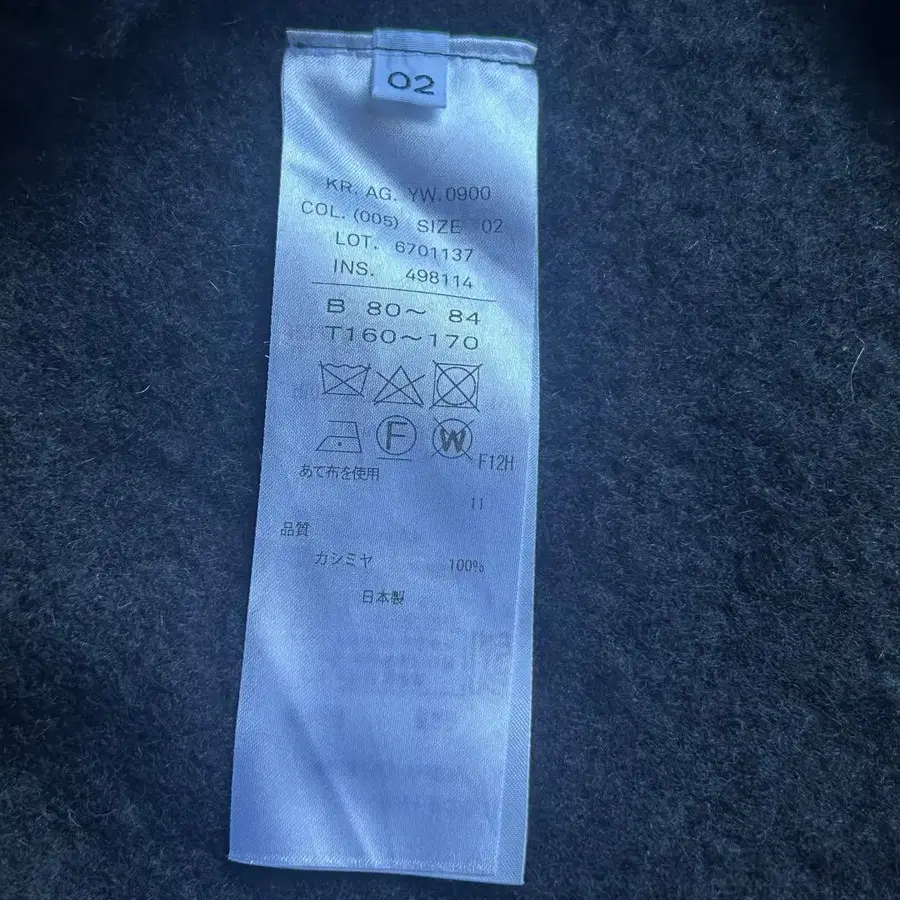 02
KR. AG. YW. 0900
COL. (005) SIZE 02
LOT. 6701137
INS. 498114
B 80～ 84
T160～170
F W
F12H
あて布を使用
11
品質
カシミヤ 100%
日本製